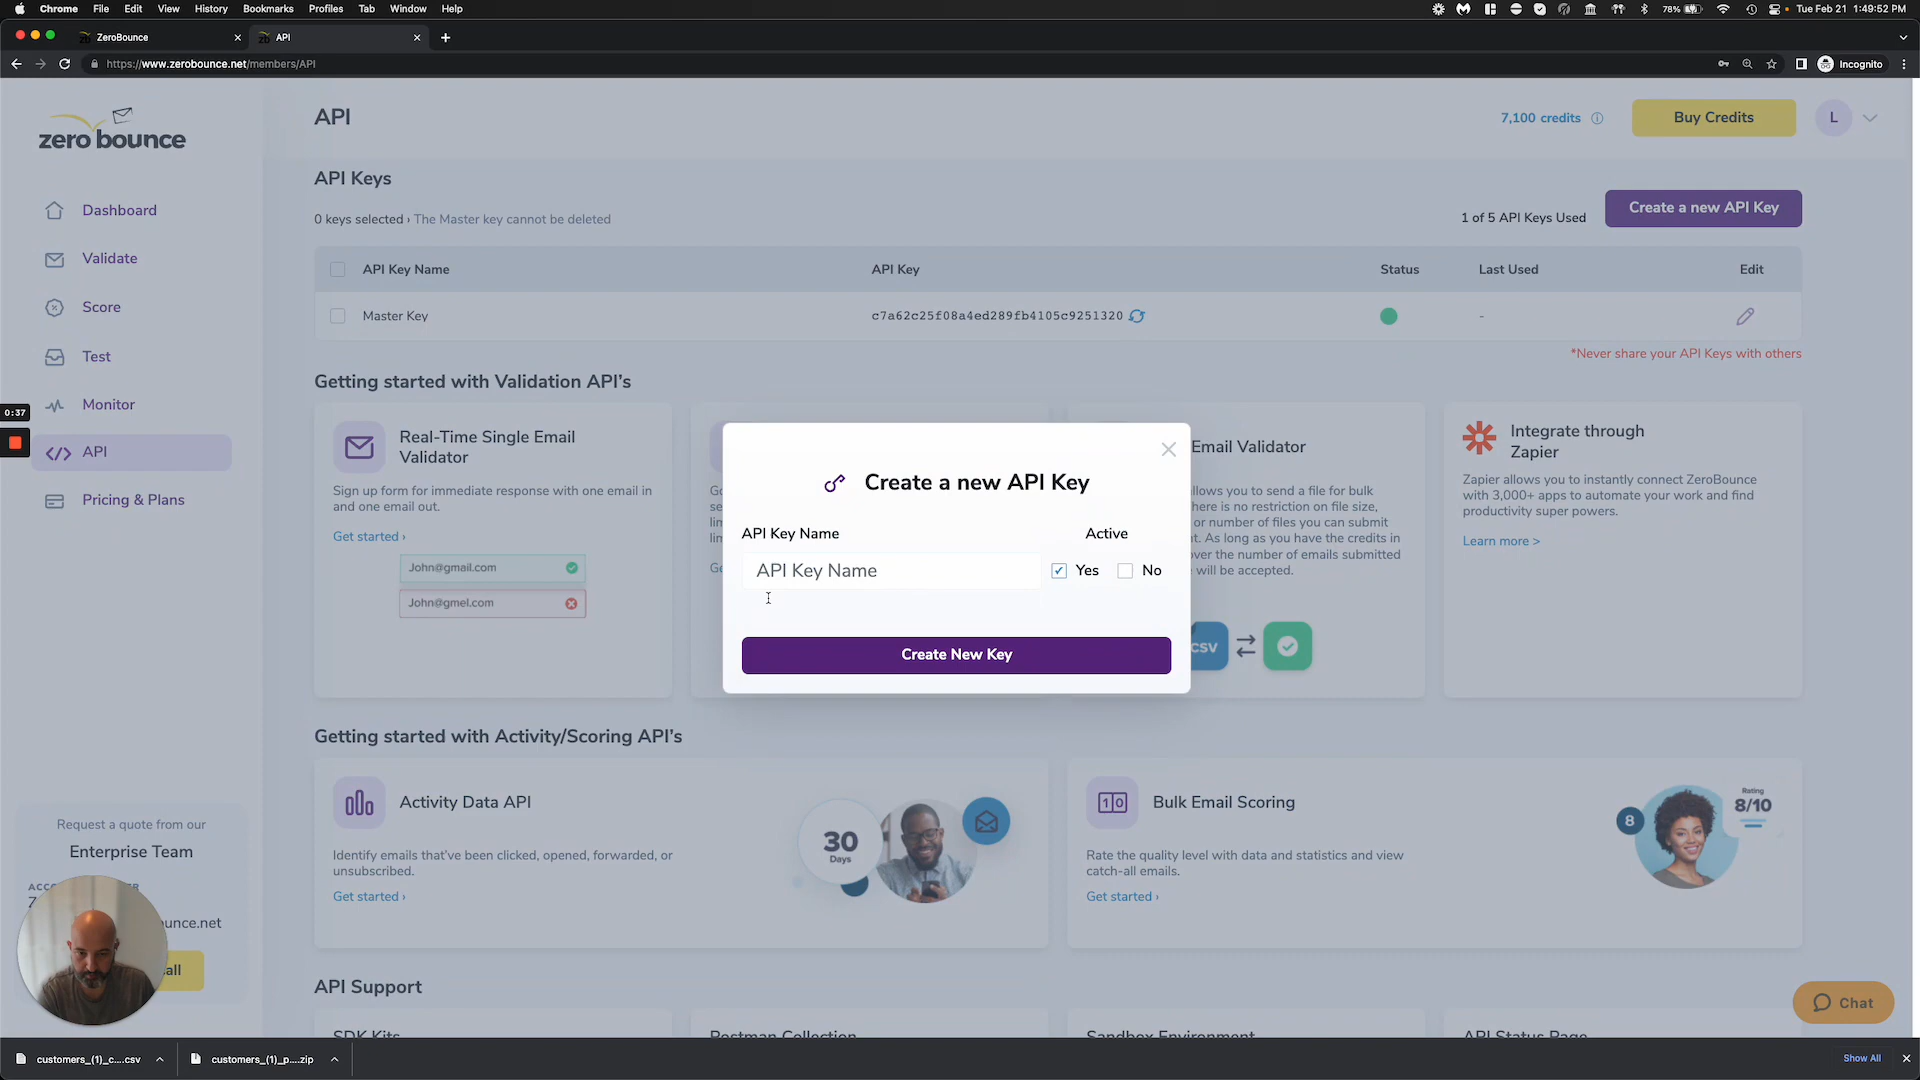 Chrome File Edit View History Bookmarks Profiles Tab Window Help
78% Tue Feb 21 1:49:52 PM
ZeroBounce
API
https://www.zerobounce.net/members/API
Incognito
zero bounce
API
7,100 credits
Buy Credits
L
Dashboard
Validate
Score
Test
Monitor
API
Pricing & Plans
0:37
API Keys
0 keys selected › The Master key cannot be deleted
1 of 5 API Keys Used
Create a new API Key
API Key Name API Key Status Last Used Edit
Master Key c7a62c25f08a4ed289fb4105c9251320 -
*Never share your API Keys with others
Getting started with Validation API's
Real-Time Single Email
Validator
Sign up form for immediate response with one email in
and one email out.
Get started ›
John@gmail.com
John@gmel.com
Create a new API Key
API Key Name
Active
API Key Name
Yes
No
Create New Key
Email Validator
llows you to send a file for bulk
here is no restriction on file size,
or number of files you can submit
t. As long as you have the credits in
over the number of emails submitted
will be accepted.
CSV
Integrate through
Zapier
Zapier allows you to instantly connect ZeroBounce
with 3,000+ apps to automate your work and find
productivity super powers.
Learn more >
Getting started with Activity/Scoring API's
Activity Data API
Identify emails that've been clicked, opened, forwarded, or
unsubscribed.
Get started ›
30
Days
Bulk Email Scoring
Rate the quality level with data and statistics and view
catch-all emails.
Get started ›
8
Rating
8/10
Request a quote from our
Enterprise Team
ounce.net
all
API Support
SDK Kits
Postman Collection
Sandbox Environment
API Status Page
Chat
customers_(1)_c....csv
customers_(1)_p....zip
Show All